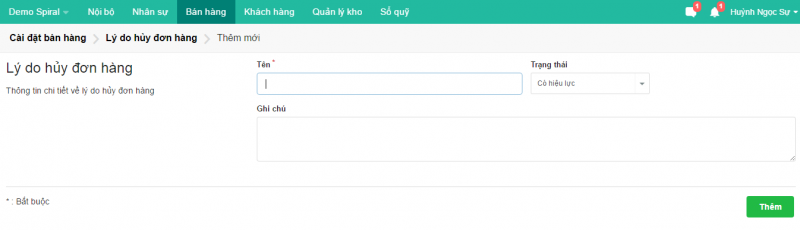 Demo Spiral Nội bộ Nhân sự Bán hàng Khách hàng Quản lý kho Sổ quỹ 1 1 Huỳnh Ngọc Sự
Cài đặt bán hàng Lý do hủy đơn hàng Thêm mới
Lý do hủy đơn hàng
Thông tin chi tiết về lý do hủy đơn hàng
Tên * Trạng thái
Có hiệu lực
Ghi chú
* : Bắt buộc
Thêm